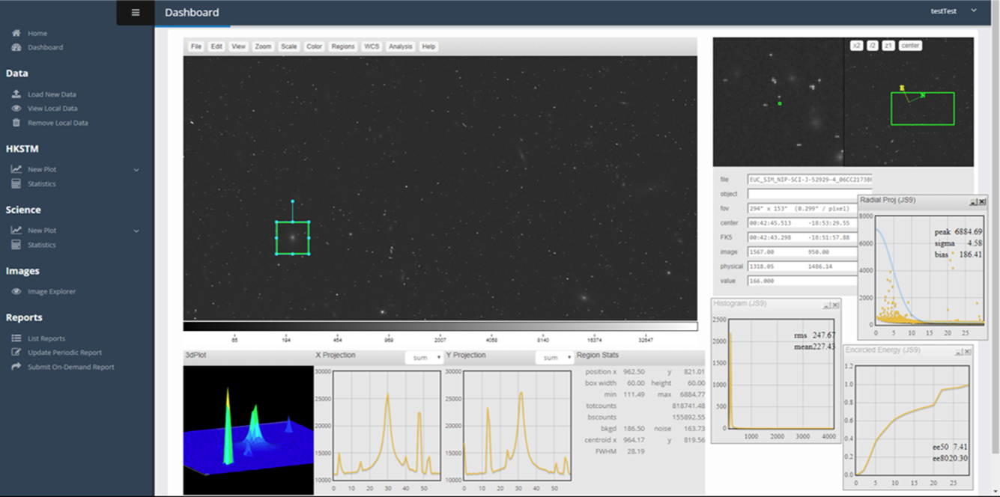 Dashboard
testTest
Home
Dashboard
Data
Load New Data
View Local Data
Remove Local Data
HKSTM
New Plot
Statistics
Science
New Plot
Statistics
Images
Image Explorer
Reports
List Reports
Update Periodic Report
Submit On-Demand Report
File Edit View Zoom Scale Color Regions WCS Analysis Help
65 194 454 969 2007 4058 8140 16374 32647
x2 /2 z1 center
E N
file EUC_SIM_NIP-SCI-J-52929-4_06CC21738
object
fov 294" x 153" (0.299" / pixel)
center 00:42:45.513 -18:53:29.55
FK5 00:42:43.298 -18:51:57.88
image 1567.00 950.00
physical 1318.05 1486.14
value 166.000
Radial Proj (JS9)
8000
6000
4000
2000
0
0 5 10 15 20 25
peak 6884.69
sigma 4.58
bias 186.41
Histogram (JS9)
2500
2000
1500
1000
500
0
1000 2000 3000 4000
rms 247.67
mean 227.43
Encircled Energy (JS9)
1.2
1.0
0.8
0.6
0.4
0.2
0.0
0 5 10 15 20 25
ee50 7.41
ee80 20.30
3dPlot
X Projection sum
30000
25000
20000
15000
10000
0 10 20 30 40 50
Y Projection sum
30000
25000
20000
15000
10000
0 10 20 30 40 50
Region Stats
position x 962.50 y 821.01
box width 60.00 height 60.00
min 111.49 max 6884.77
totcounts 818741.48
bscounts 155892.55
bkgd 186.50 noise 163.73
centroid x 964.17 y 819.56
FWHM 28.19